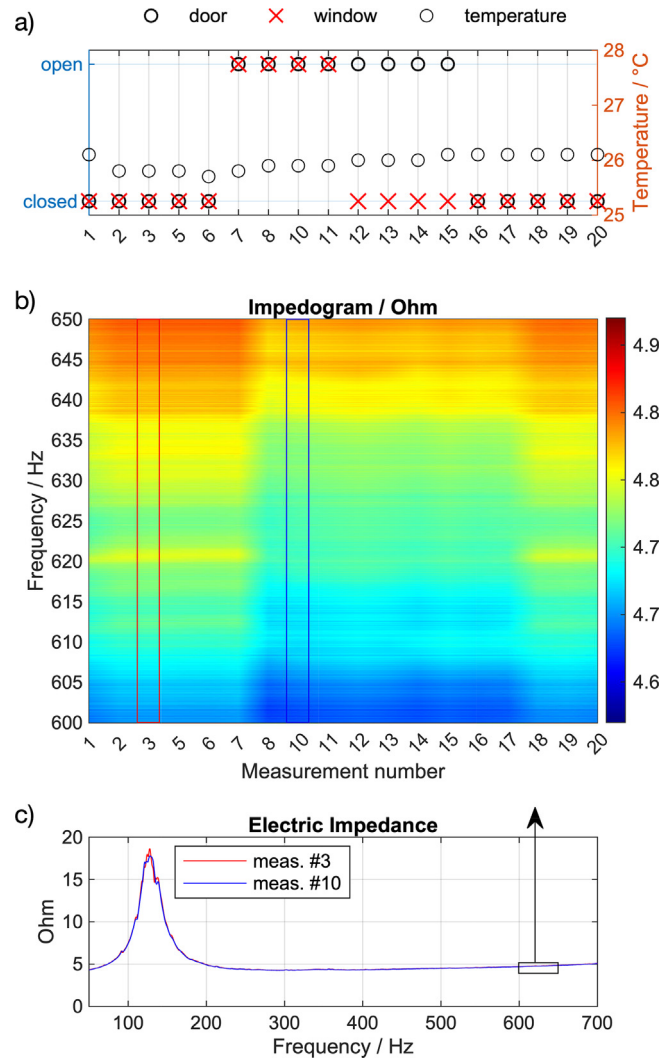 a)
door window temperature
open
closed
28
27
26
25
Temperature / °C
1 2 3 5 6 7 8 10 11 12 13 14 15 16 17 18 19 20
b)
Impedogram / Ohm
650
645
640
635
630
625
620
615
610
605
600
Frequency / Hz
4.9
4.8
4.8
4.7
4.7
4.6
1 2 3 5 6 7 8 9 10 11 12 14 15 16 17 18 19 20
Measurement number
c)
Electric Impedance
20
15
10
5
0
Ohm
meas. #3
meas. #10
100 200 300 400 500 600 700
Frequency / Hz